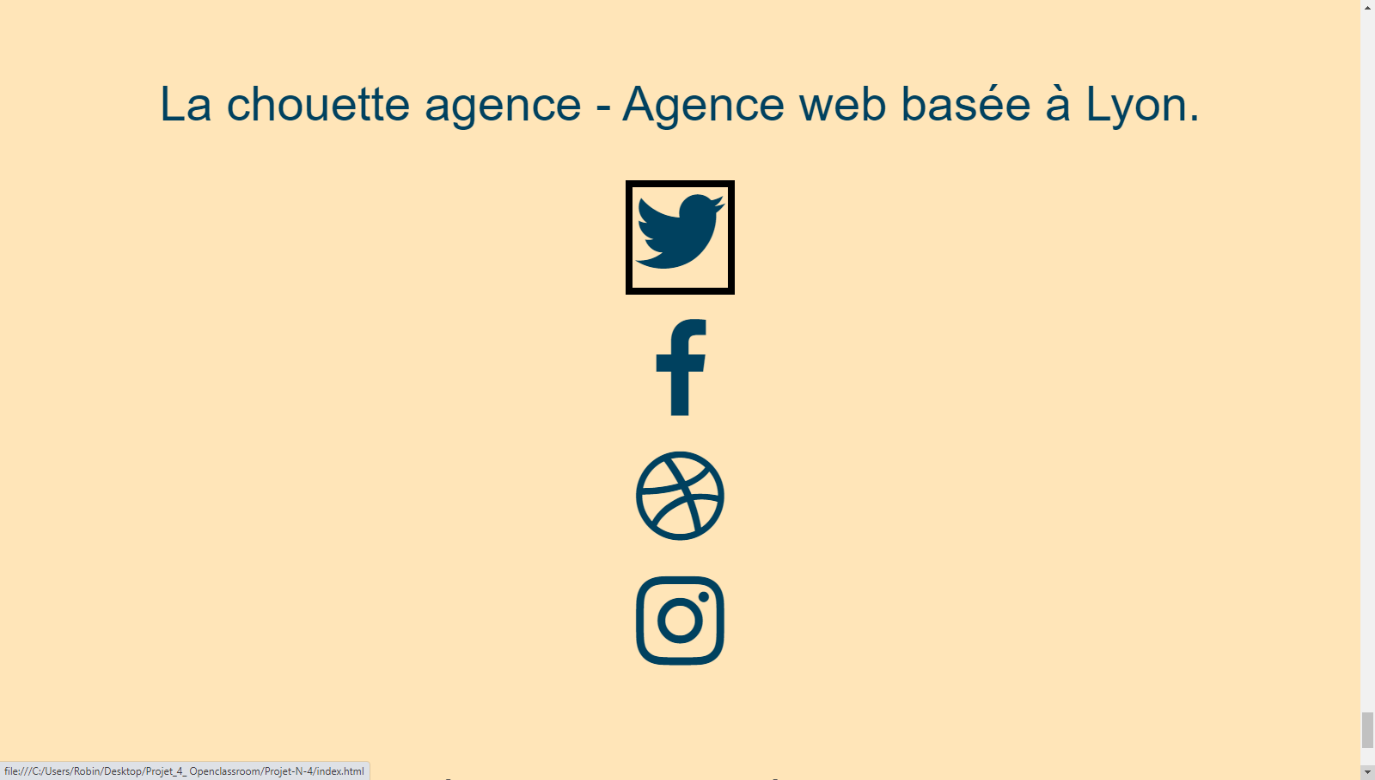 La chouette agence - Agence web basée à Lyon.
file:///C:/Users/Robin/Desktop/Projet_4_ Openclassroom/Projet-N-4/index.html